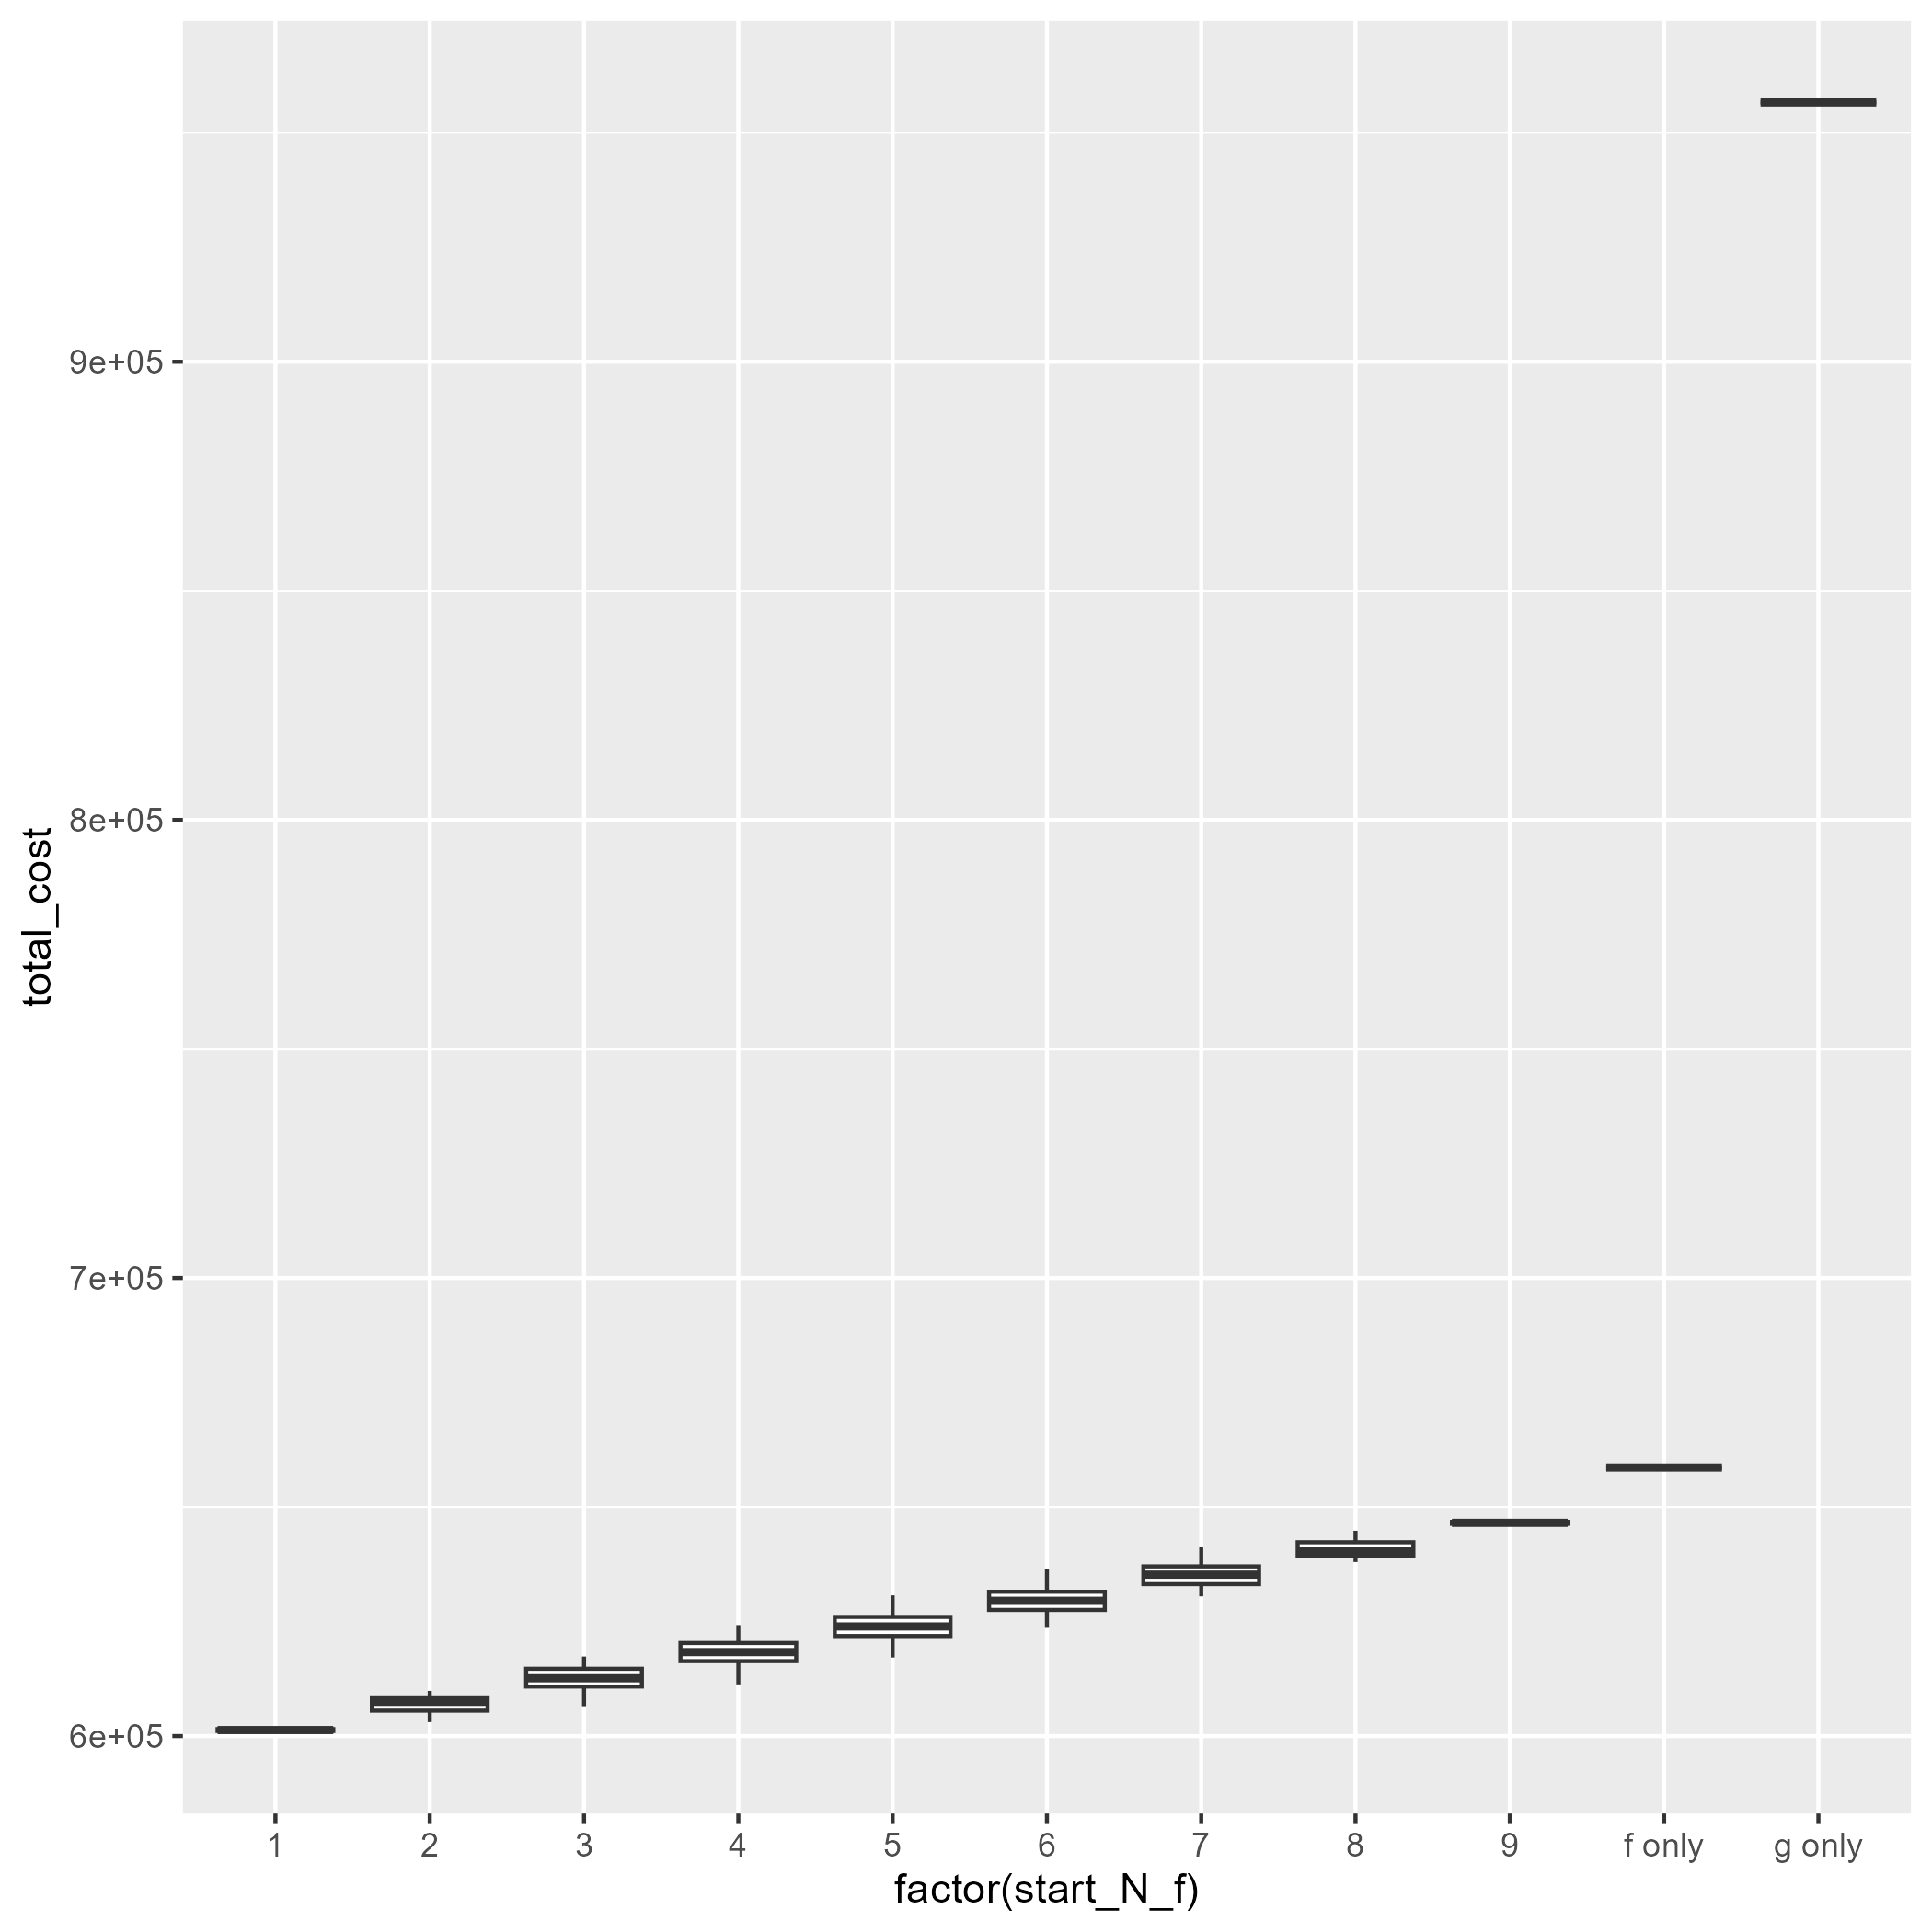 total_cost
9e+05
8e+05
7e+05
6e+05
1 2 3 4 5 6 7 8 9 f only g only
factor(start_N_f)